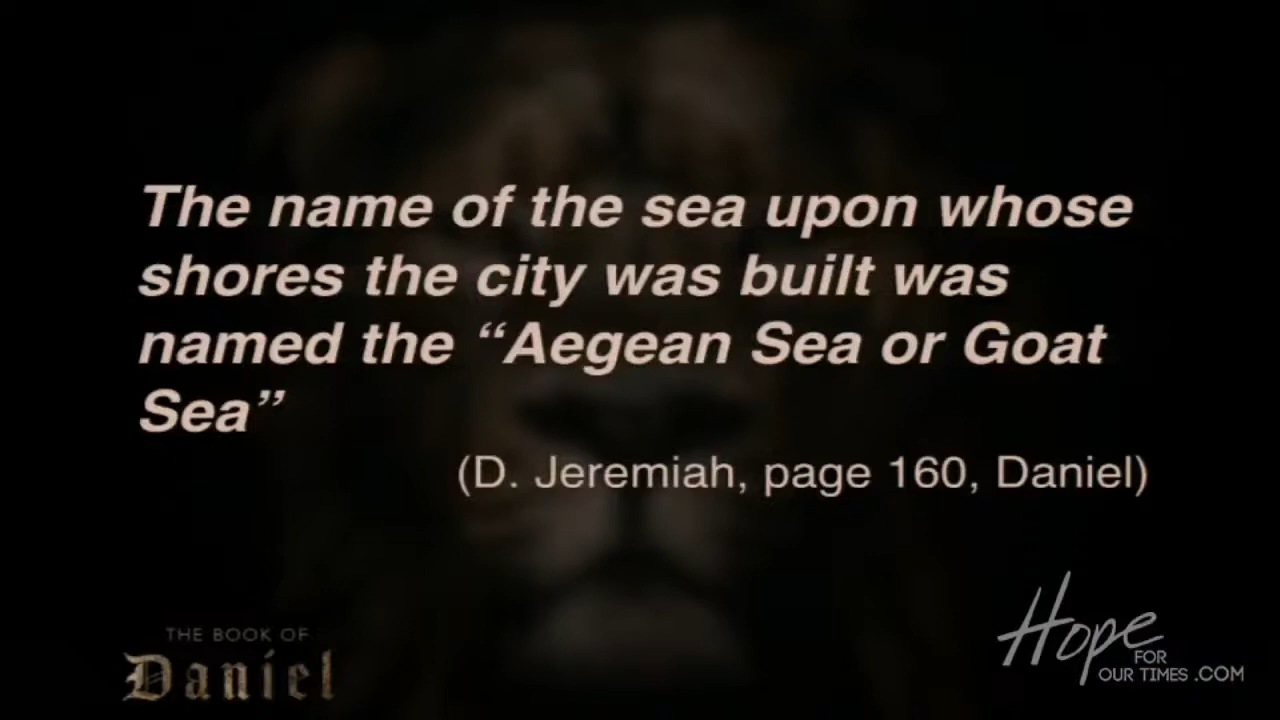 The name of the sea upon whose
shores the city was built was
named the “Aegean Sea or Goat
Sea”
(D. Jeremiah, page 160, Daniel)
THE BOOK OF
Daniel
Hope
FOR
OUR TIMES .COM